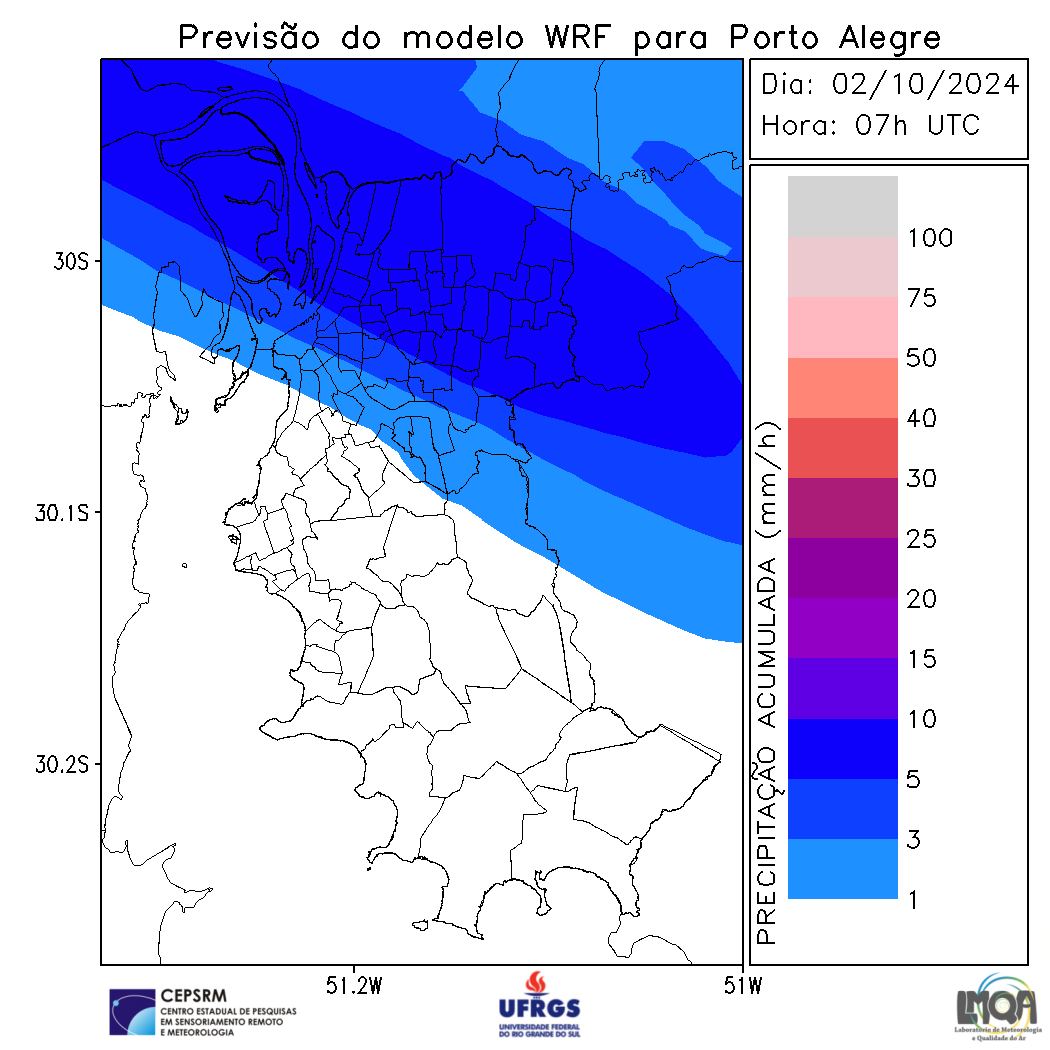 Previsão do modelo WRF para Porto Alegre
Dia: 02/10/2024
Hora: 07h UTC
100
75
50
40
30
25
20
15
10
5
3
1
PRECIPITAÇÃO ACUMULADA (mm/h)
30S
30.1S
30.2S
51.2W
51W
CEPSRM
CENTRO ESTADUAL DE PESQUISAS
EM SENSORIAMENTO REMOTO
E METEOROLOGIA
UFRGS
UNIVERSIDADE FEDERAL
DO RIO GRANDE DO SUL
LMQA
Laboratório de Meteorologia
e Qualidade do Ar